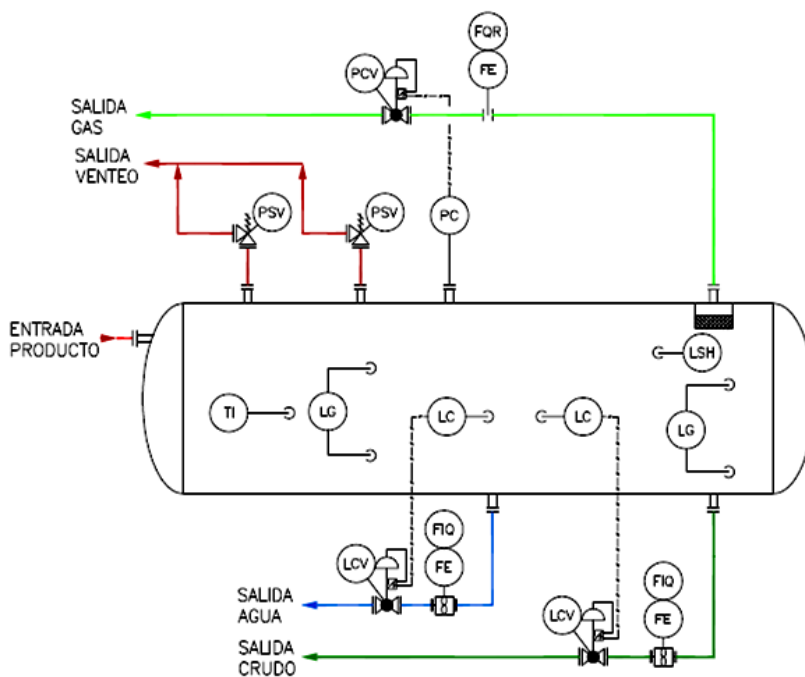 FQR
PCV
FE
SALIDA
GAS
SALIDA
VENTEO
PSV
PSV
PC
ENTRADA
PRODUCTO
LSH
TI
LG
LC
LC
LG
FIQ
LCV
FE
SALIDA
AGUA
FIQ
LCV
FE
SALIDA
CRUDO